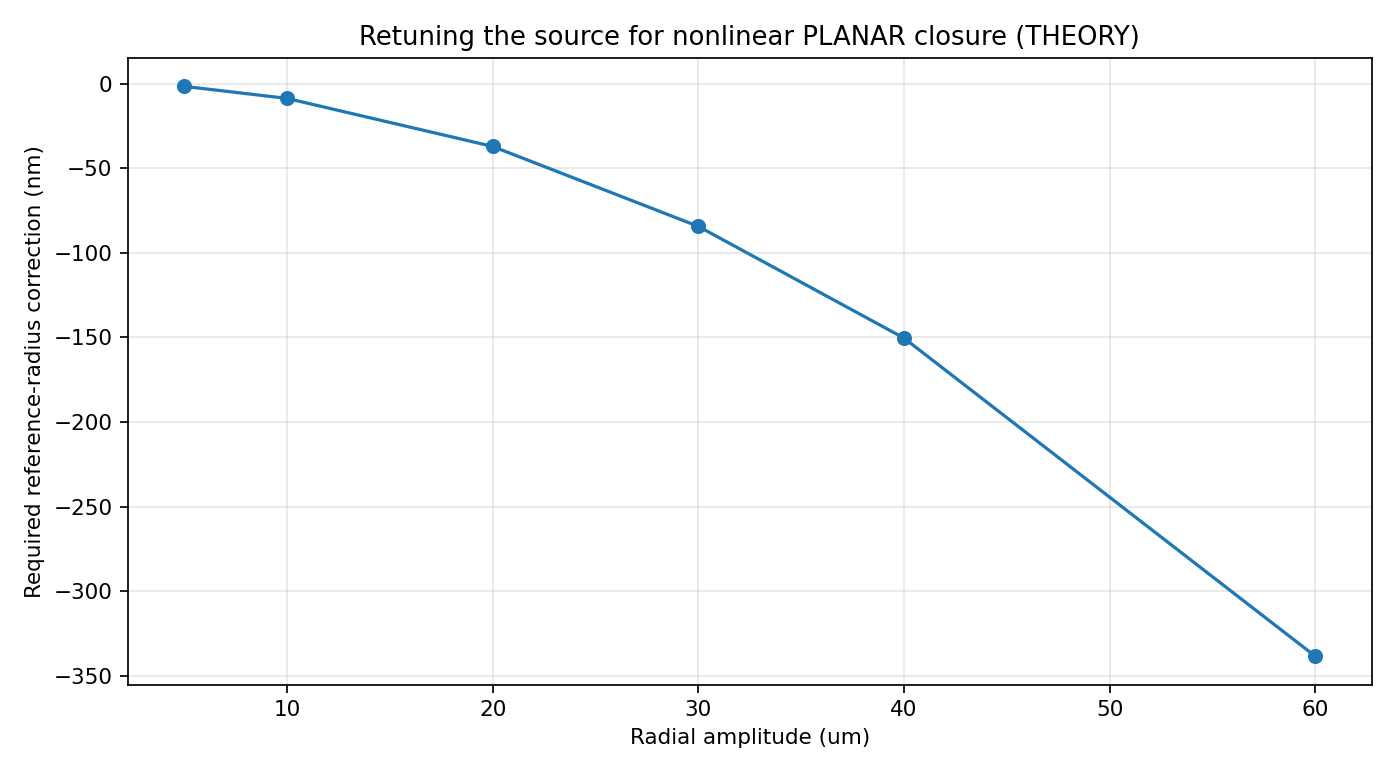 Retuning the source for nonlinear PLANAR closure (THEORY)
Required reference-radius correction (nm)
0
−50
−100
−150
−200
−250
−300
−350
10 20 30 40 50 60
Radial amplitude (um)